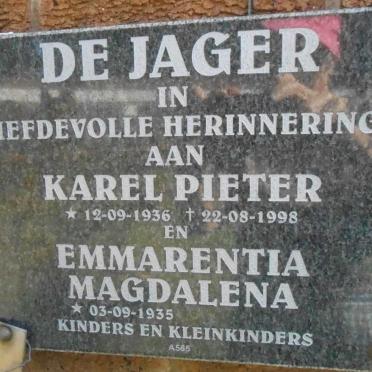 DE JAGER
IN
IEFDEVOLLE HERINNERING
AAN
KAREL PIETER
★ 12-09-1936 † 22-08-1998
EN
EMMARENTIA
MAGDALENA
★ 03-09-1935
KINDERS EN KLEINKINDERS
A565